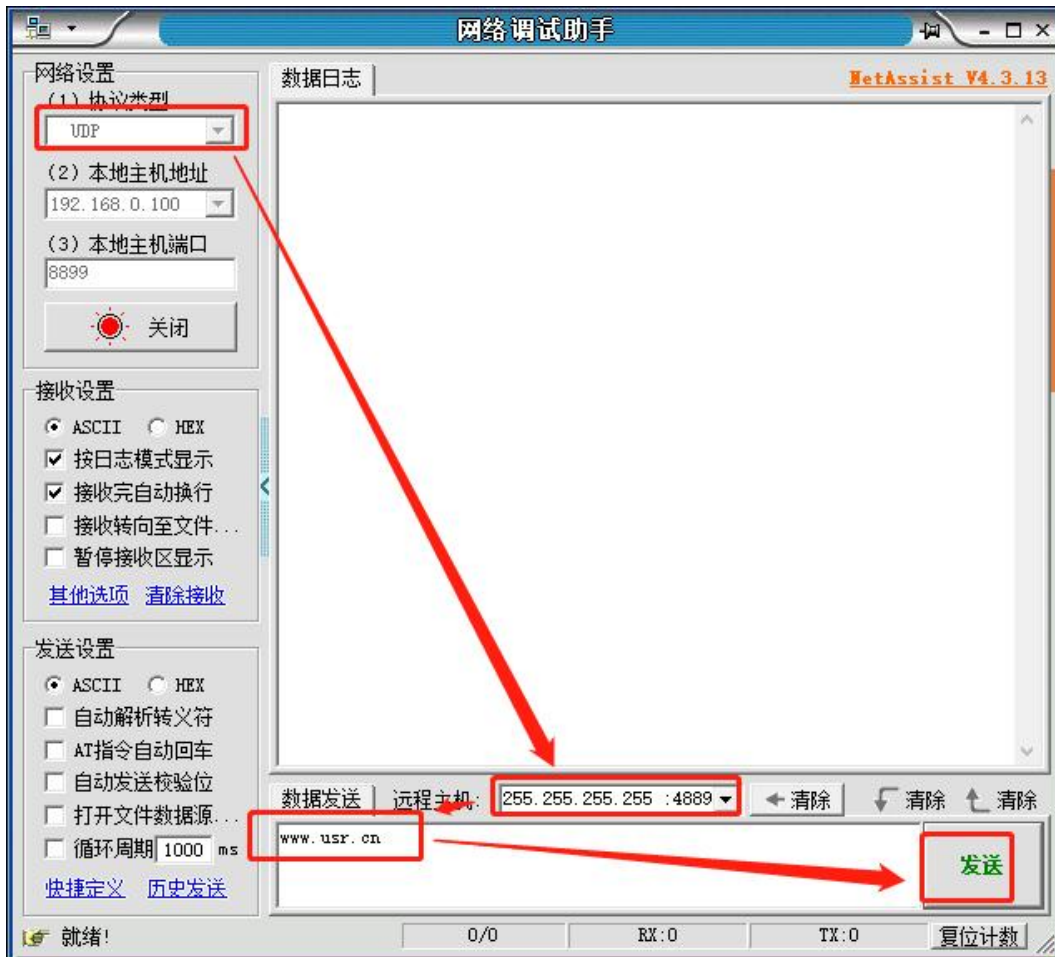 网络调试助手
网络设置
(1) 协议类型
UDP
(2) 本地主机地址
192.168.0.100
(3) 本地主机端口
8899
关闭
接收设置
ASCII HEX
按日志模式显示
接收完自动换行
接收转向至文件...
暂停接收区显示
其他选项 清除接收
发送设置
ASCII HEX
自动解析转义符
AT指令自动回车
自动发送校验位
打开文件数据源...
循环周期 1000 ms
快捷定义 历史发送
数据日志 NetAssist V4.3.13
数据发送 远程主机: 255.255.255.255 :4889 清除 清除 清除
www.usr.cn
发送
就绪! 0/0 RX:0 TX:0 复位计数